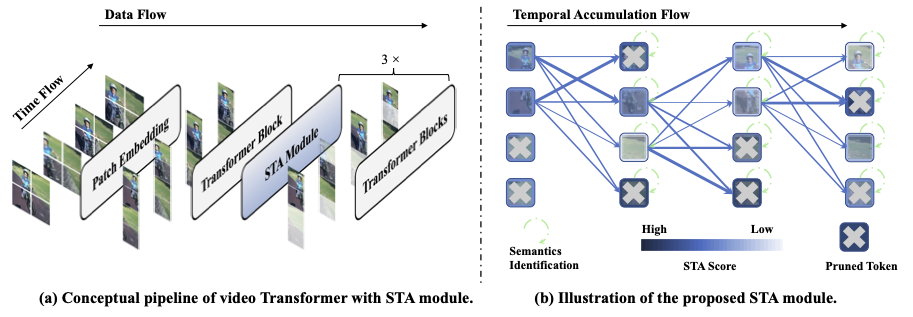 Data Flow
Time Flow
3 ×
Patch Embedding
Transformer Block
STA Module
Transformer Blocks
(a) Conceptual pipeline of video Transformer with STA module.
Temporal Accumulation Flow
Semantics
Identification
High
Low
STA Score
Pruned Token
(b) Illustration of the proposed STA module.